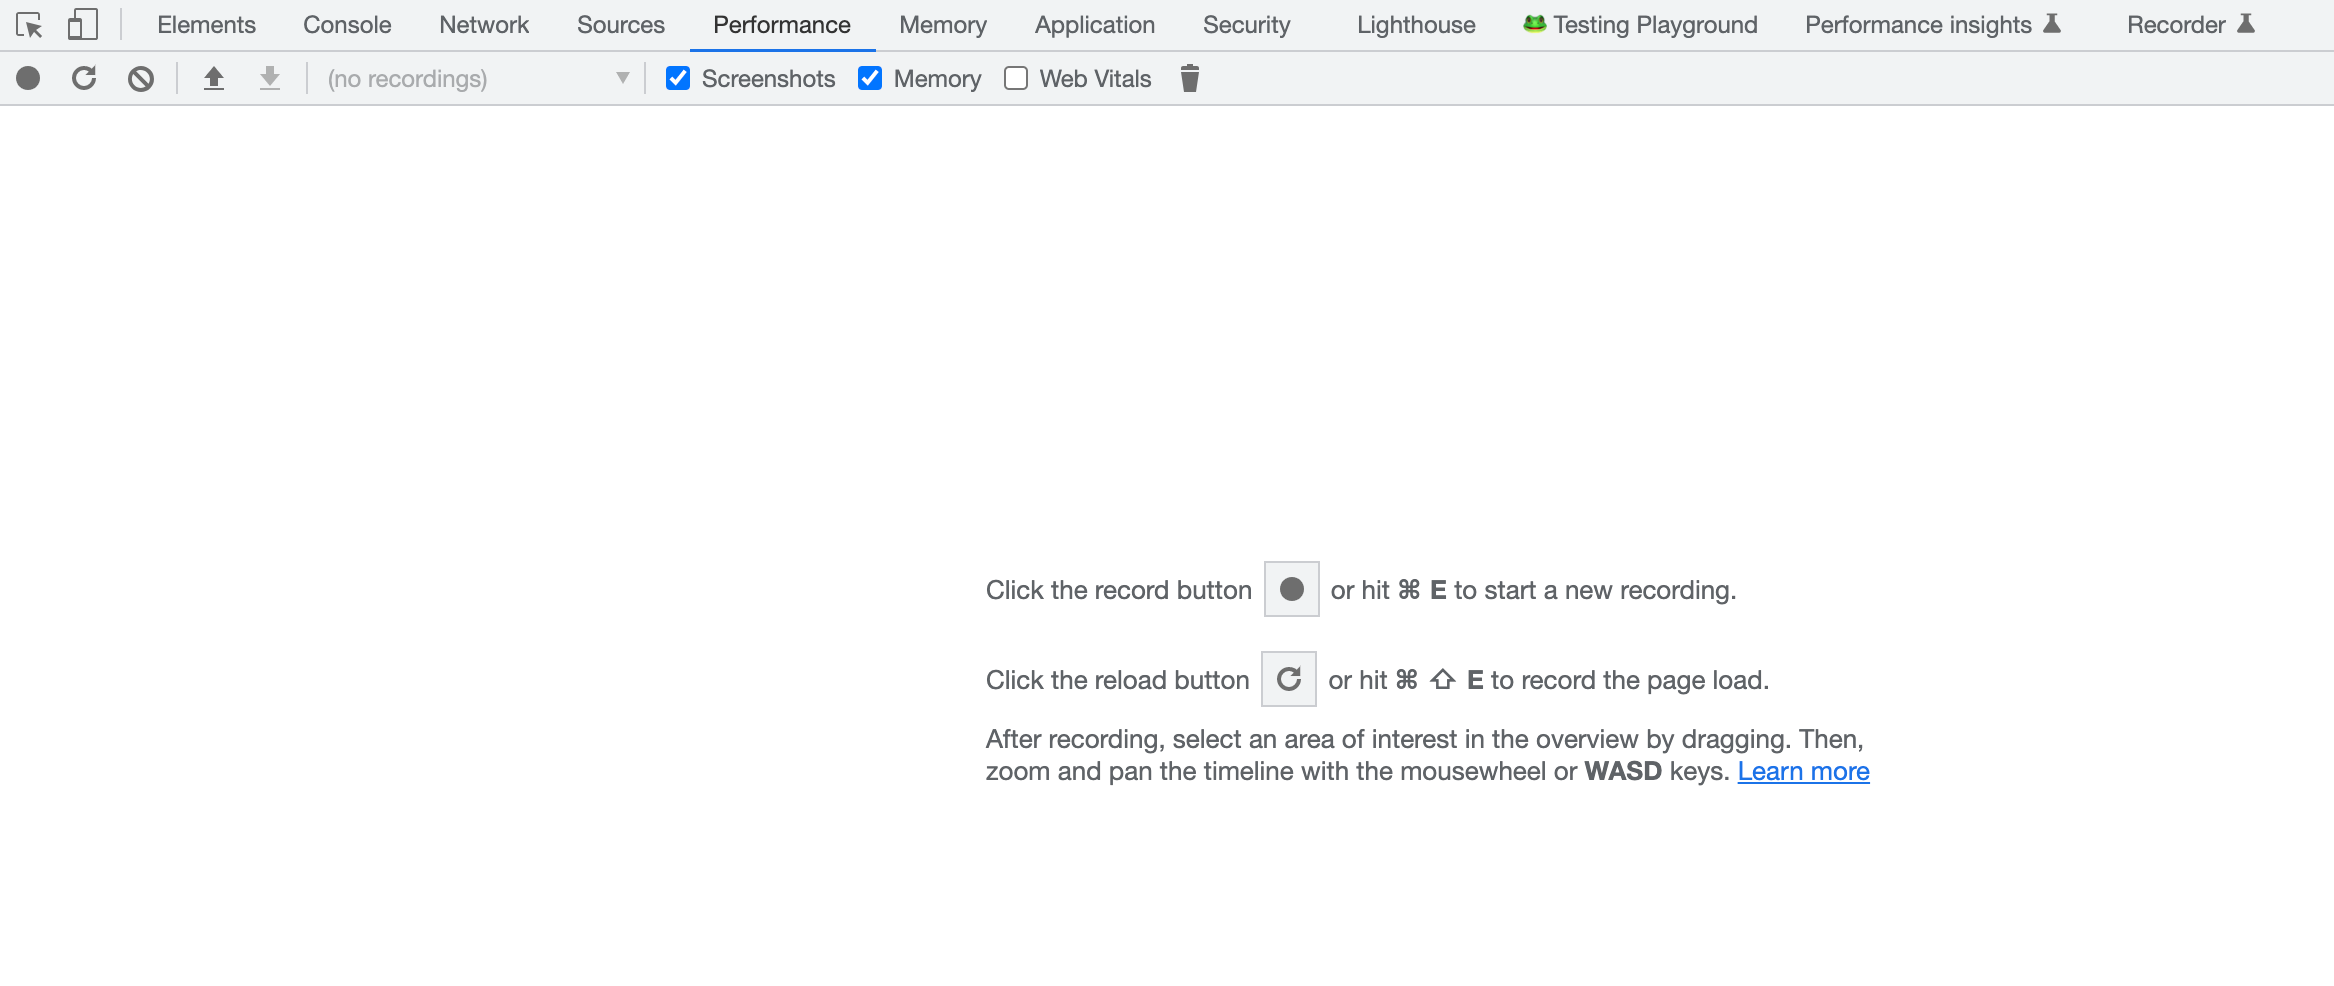 Elements Console Network Sources Performance Memory Application Security Lighthouse 🐸 Testing Playground Performance insights Recorder
(no recordings) Screenshots Memory Web Vitals
Click the record button or hit ⌘ E to start a new recording.
Click the reload button or hit ⌘ ⇧ E to record the page load.
After recording, select an area of interest in the overview by dragging. Then,
zoom and pan the timeline with the mousewheel or WASD keys. Learn more